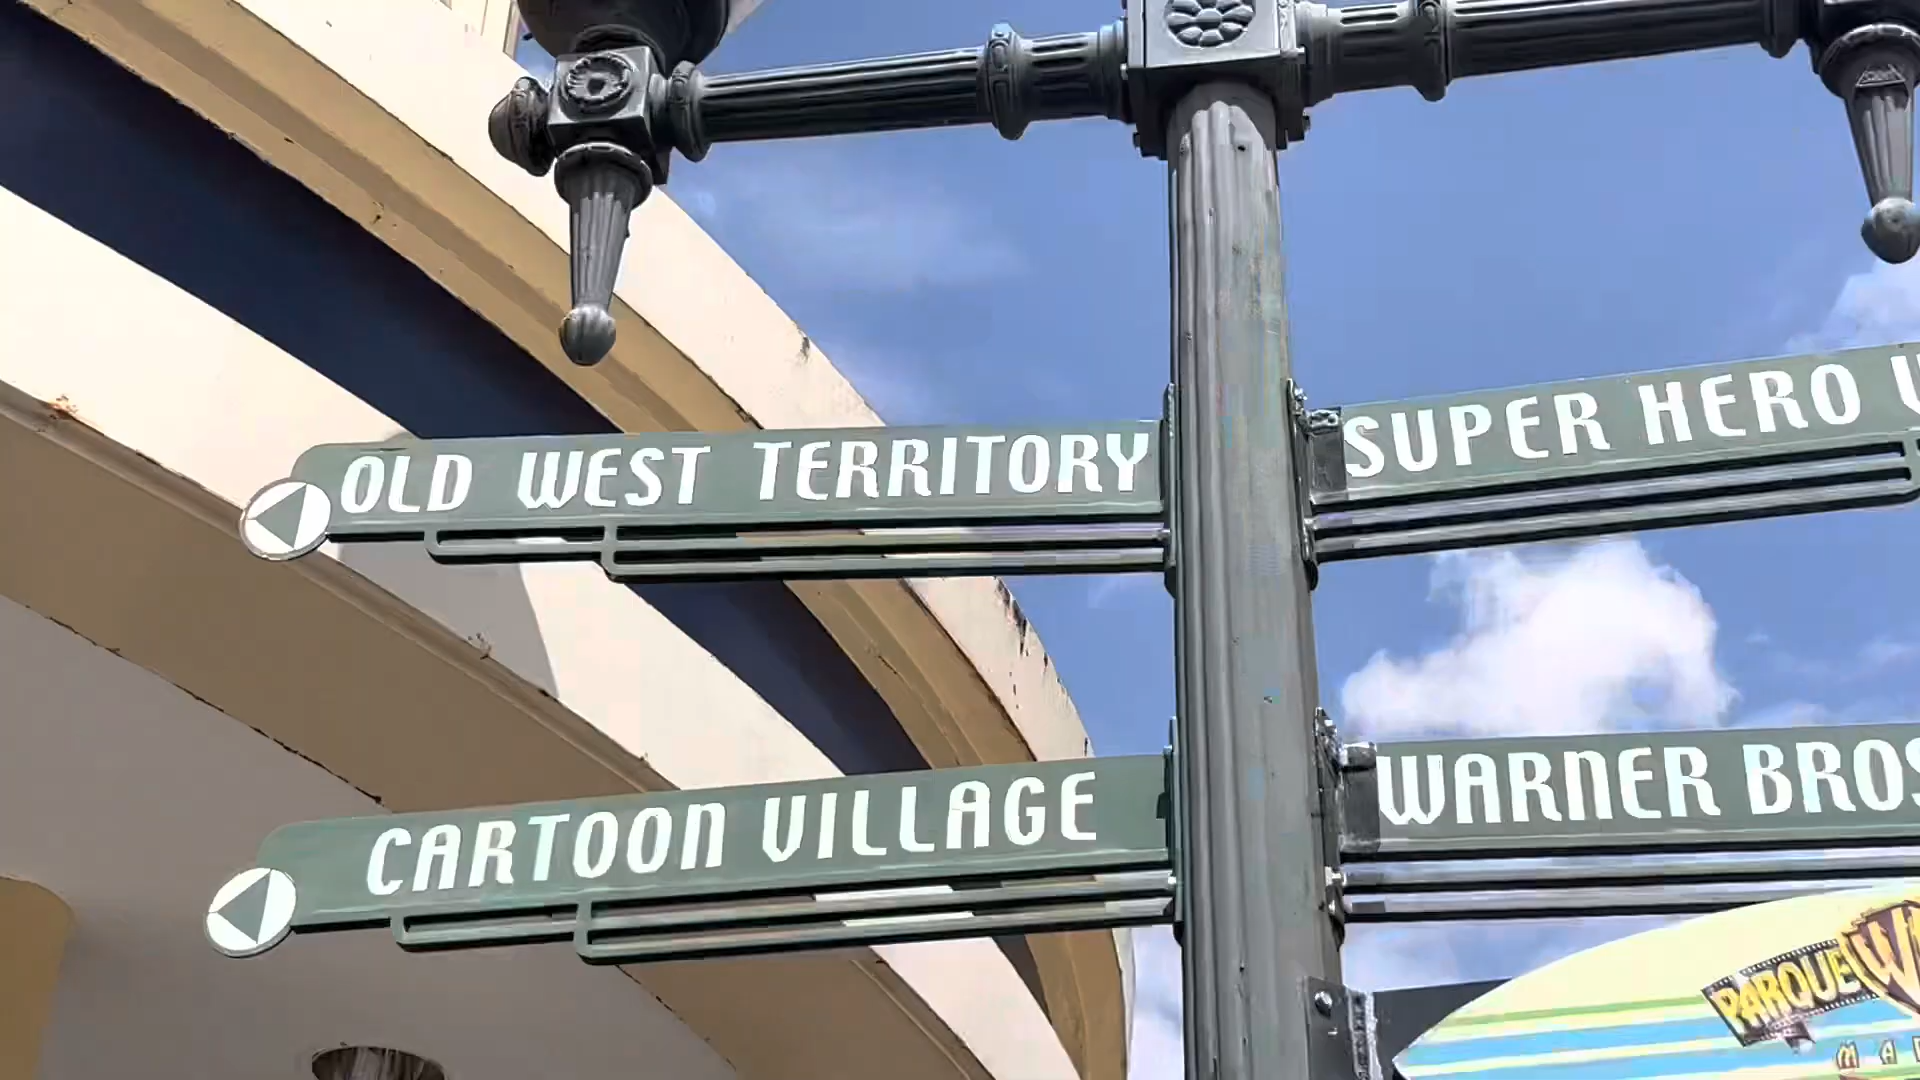 OLD WEST TERRITORY
SUPER HERO
CARTOON VILLAGE
WARNER BROS
PARQUE